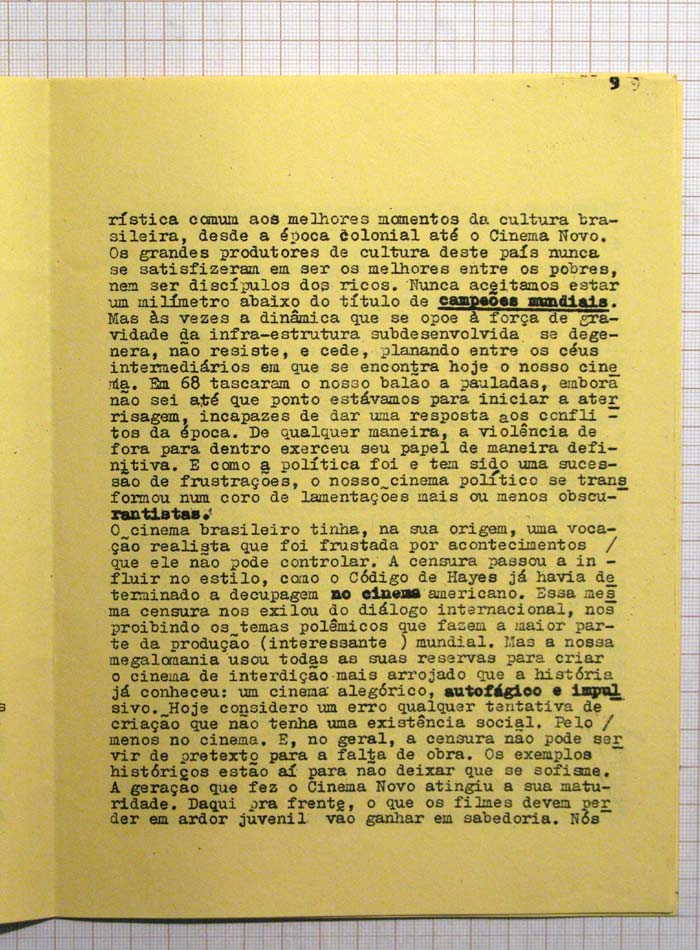 9 9
rística comum aos melhores momentos da cultura bra-
sileira, desde a época colonial até o Cinema Novo.
Os grandes produtores de cultura deste país nunca
se satisfizeram em ser os melhores entre os pobres,
nem ser discípulos dos ricos. Nunca aceitamos estar
um milímetro abaixo do título de campeões mundiais.
Mas às vezes a dinâmica que se opoe à força de gra-
vidade da infra-estrutura subdesenvolvida se dege-
nera, não resiste, e cede, planando entre os céus
intermediários em que se encontra hoje o nosso cine
ma. Em 68 tascaram o nosso balão a pauladas, embora
não sei até que ponto estávamos para iniciar a ater
risagem, incapazes de dar uma resposta aos confli -
tos da época. De qualquer maneira, a violência de
fora para dentro exerceu seu papel de maneira defi-
nitiva. E como a política foi e tem sido uma suces-
são de frustrações, o nosso cinema político se trans
formou num coro de lamentações mais ou menos obscu-
rantistas.
O cinema brasileiro tinha, na sua origem, uma voca-
ção realista que foi frustada por acontecimentos /
que ele não pode controlar. A censura passou a in -
fluir no estilo, como o Código de Hayes já havia de
terminado a decupagem no cinema americano. Essa mes
ma censura nos exilou do diálogo internacional, nos
proibindo os temas polêmicos que fazem a maior par-
te da produção (interessante ) mundial. Mas a nossa
megalomania usou todas as suas reservas para criar
o cinema de interdição mais arrojado que a história
já conheceu: um cinema alegórico, autofágico e impul
s
sivo. Hoje considero um erro qualquer tentativa de
criação que não tenha uma existência social. Pelo /
menos no cinema. E, no geral, a censura não pode ser
vir de pretexto para a falta de obra. Os exemplos
históricos estão aí para não deixar que se sofisme.
A geração que fez o Cinema Novo atingiu a sua matu-
ridade. Daqui pra frente, o que os filmes devem per
der em ardor juvenil vao ganhar em sabedoria. Nós